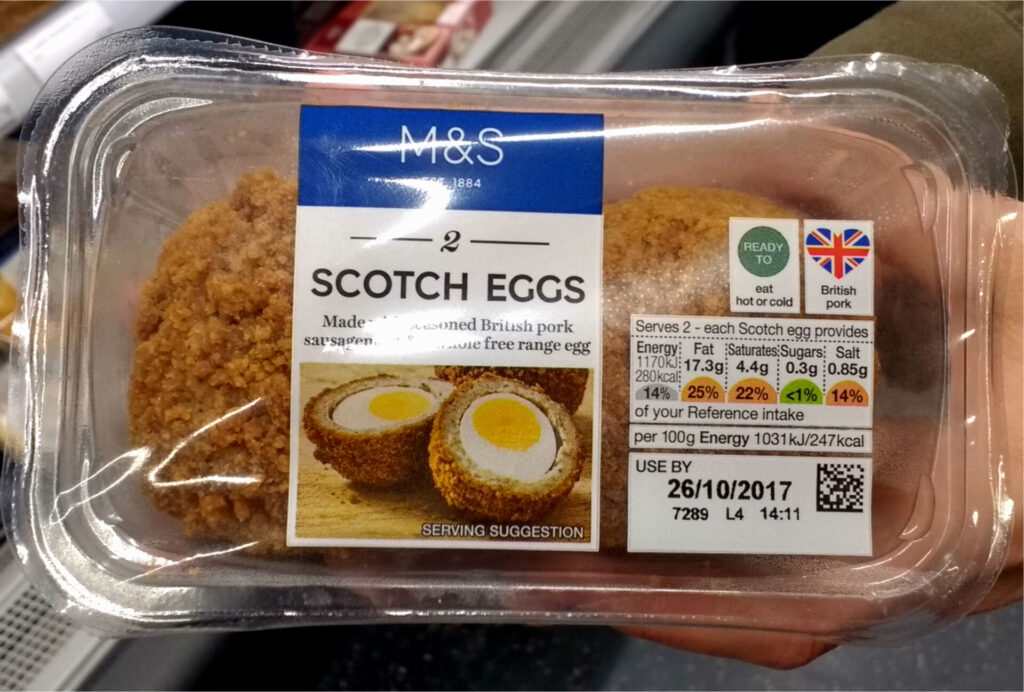 M&S
EST. 1884
2
SCOTCH EGGS
Made seasoned British pork
whole free range egg
SERVING SUGGESTION
READY
TO
eat
hot or cold
British
pork
Serves 2 - each Scotch egg provides
Energy Fat Saturates Sugars Salt
1170kJ 17.3g 4.4g 0.3g 0.85g
280kcal
14% 25% 22% <1% 14%
of your Reference intake
per 100g Energy 1031kJ/247kcal
USE BY
26/10/2017
7289 L4 14:11